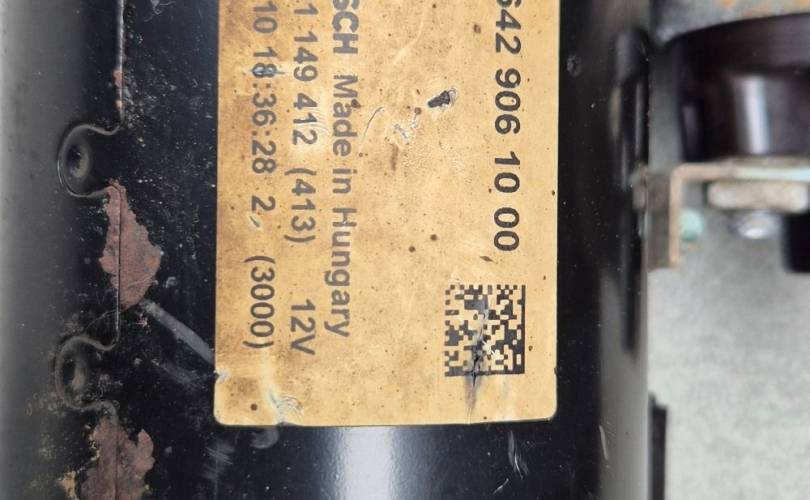 642 906 10 00
SCH Made in Hungary
1 149 412 (413) 12V
10 18:36:28 2, (3000)